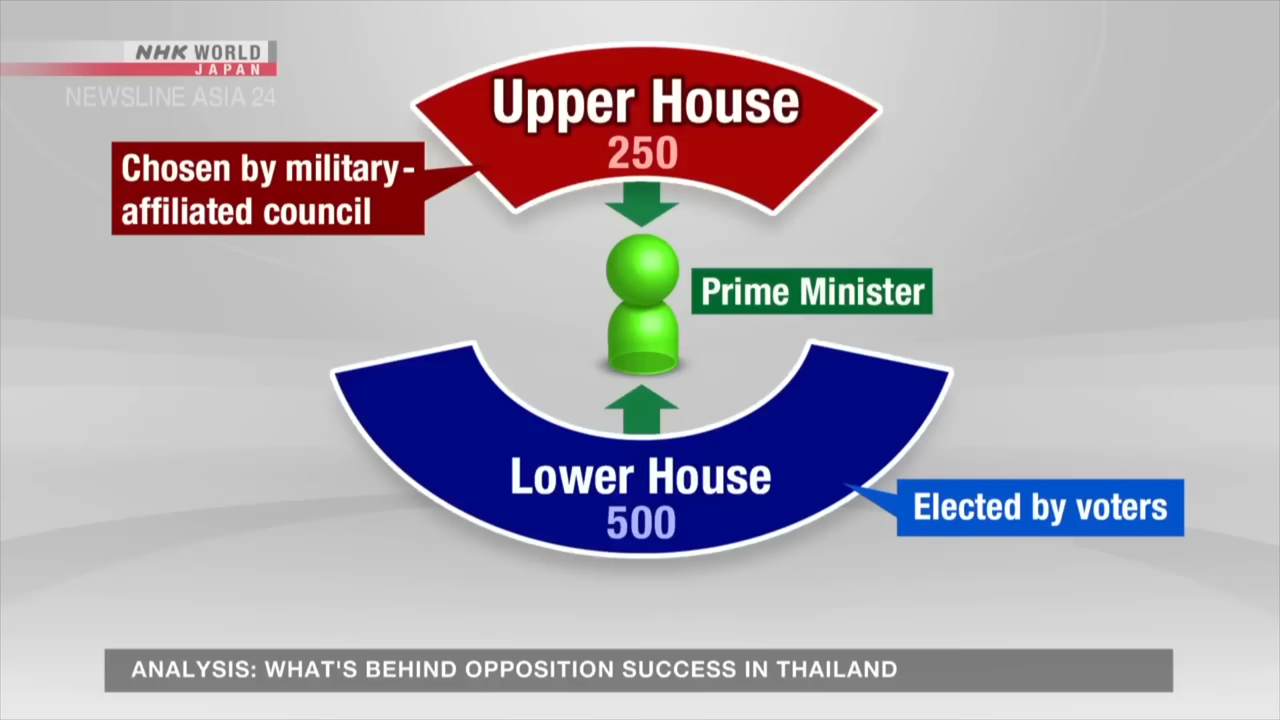 NHK WORLD
JAPAN
NEWSLINE ASIA 24
Upper House
250
Chosen by military-
affiliated council
Prime Minister
Lower House
500
Elected by voters
ANALYSIS: WHAT'S BEHIND OPPOSITION SUCCESS IN THAILAND